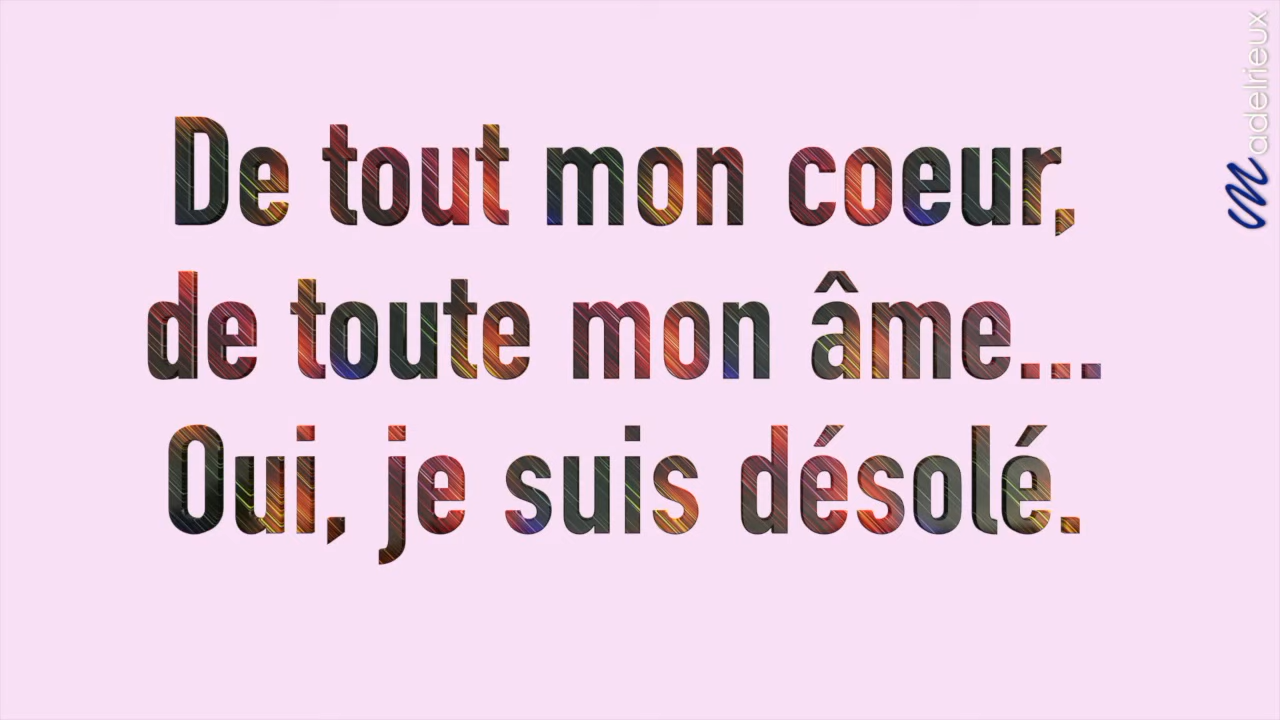 De tout mon coeur,
de toute mon âme...
Oui, je suis désolé.
Madelrieux